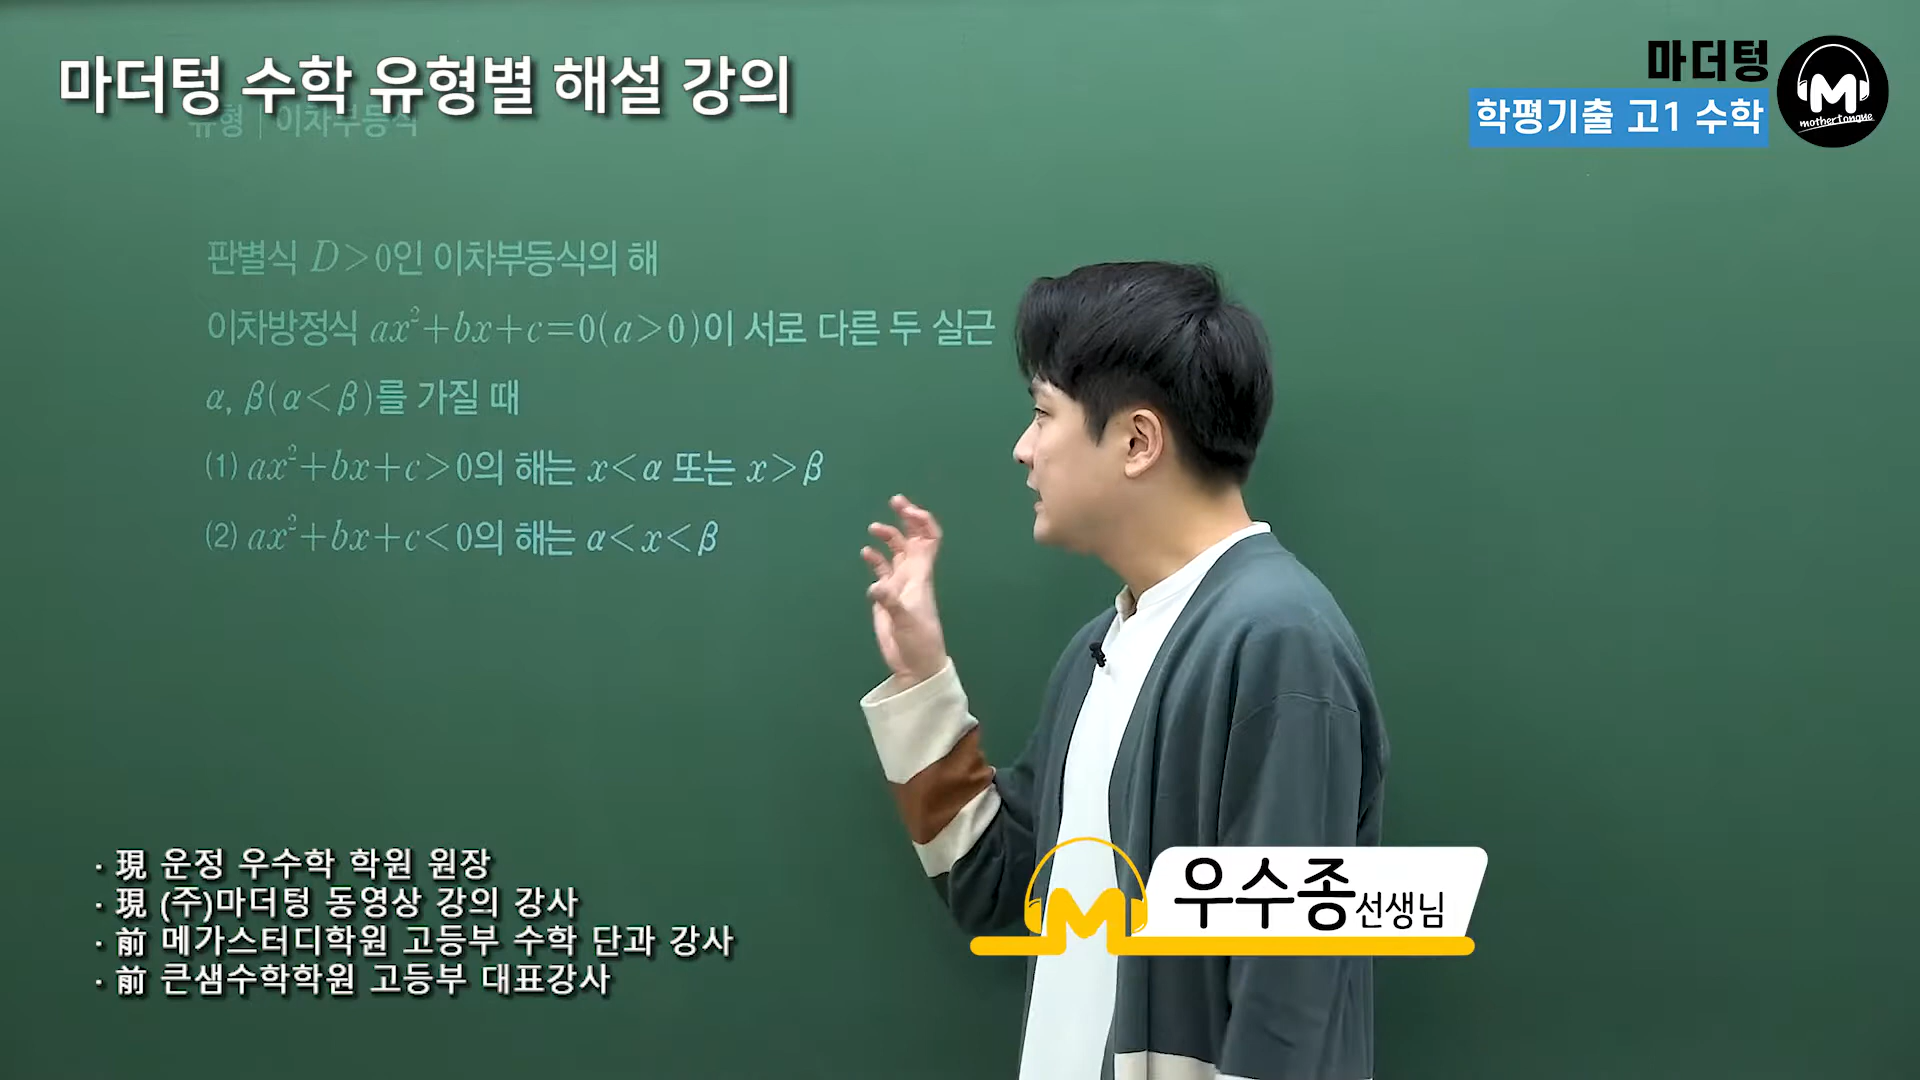 마더텅 수학 유형별 해설 강의
유형 | 이차부등식
마더텅
학평기출 고1 수학
M
mothertongue
판별식 D>0인 이차부등식의 해
이차방정식 ax²+bx+c=0(a>0)이 서로 다른 두 실근
α, β(α<β)를 가질 때
(1) ax²+bx+c>0의 해는 x<α 또는 x>β
(2) ax²+bx+c<0의 해는 α<x<β
· 現 운정 우수학 학원 원장
· 現 (주)마더텅 동영상 강의 강사
· 前 메가스터디학원 고등부 수학 단과 강사
· 前 큰샘수학학원 고등부 대표강사
M
우수종선생님